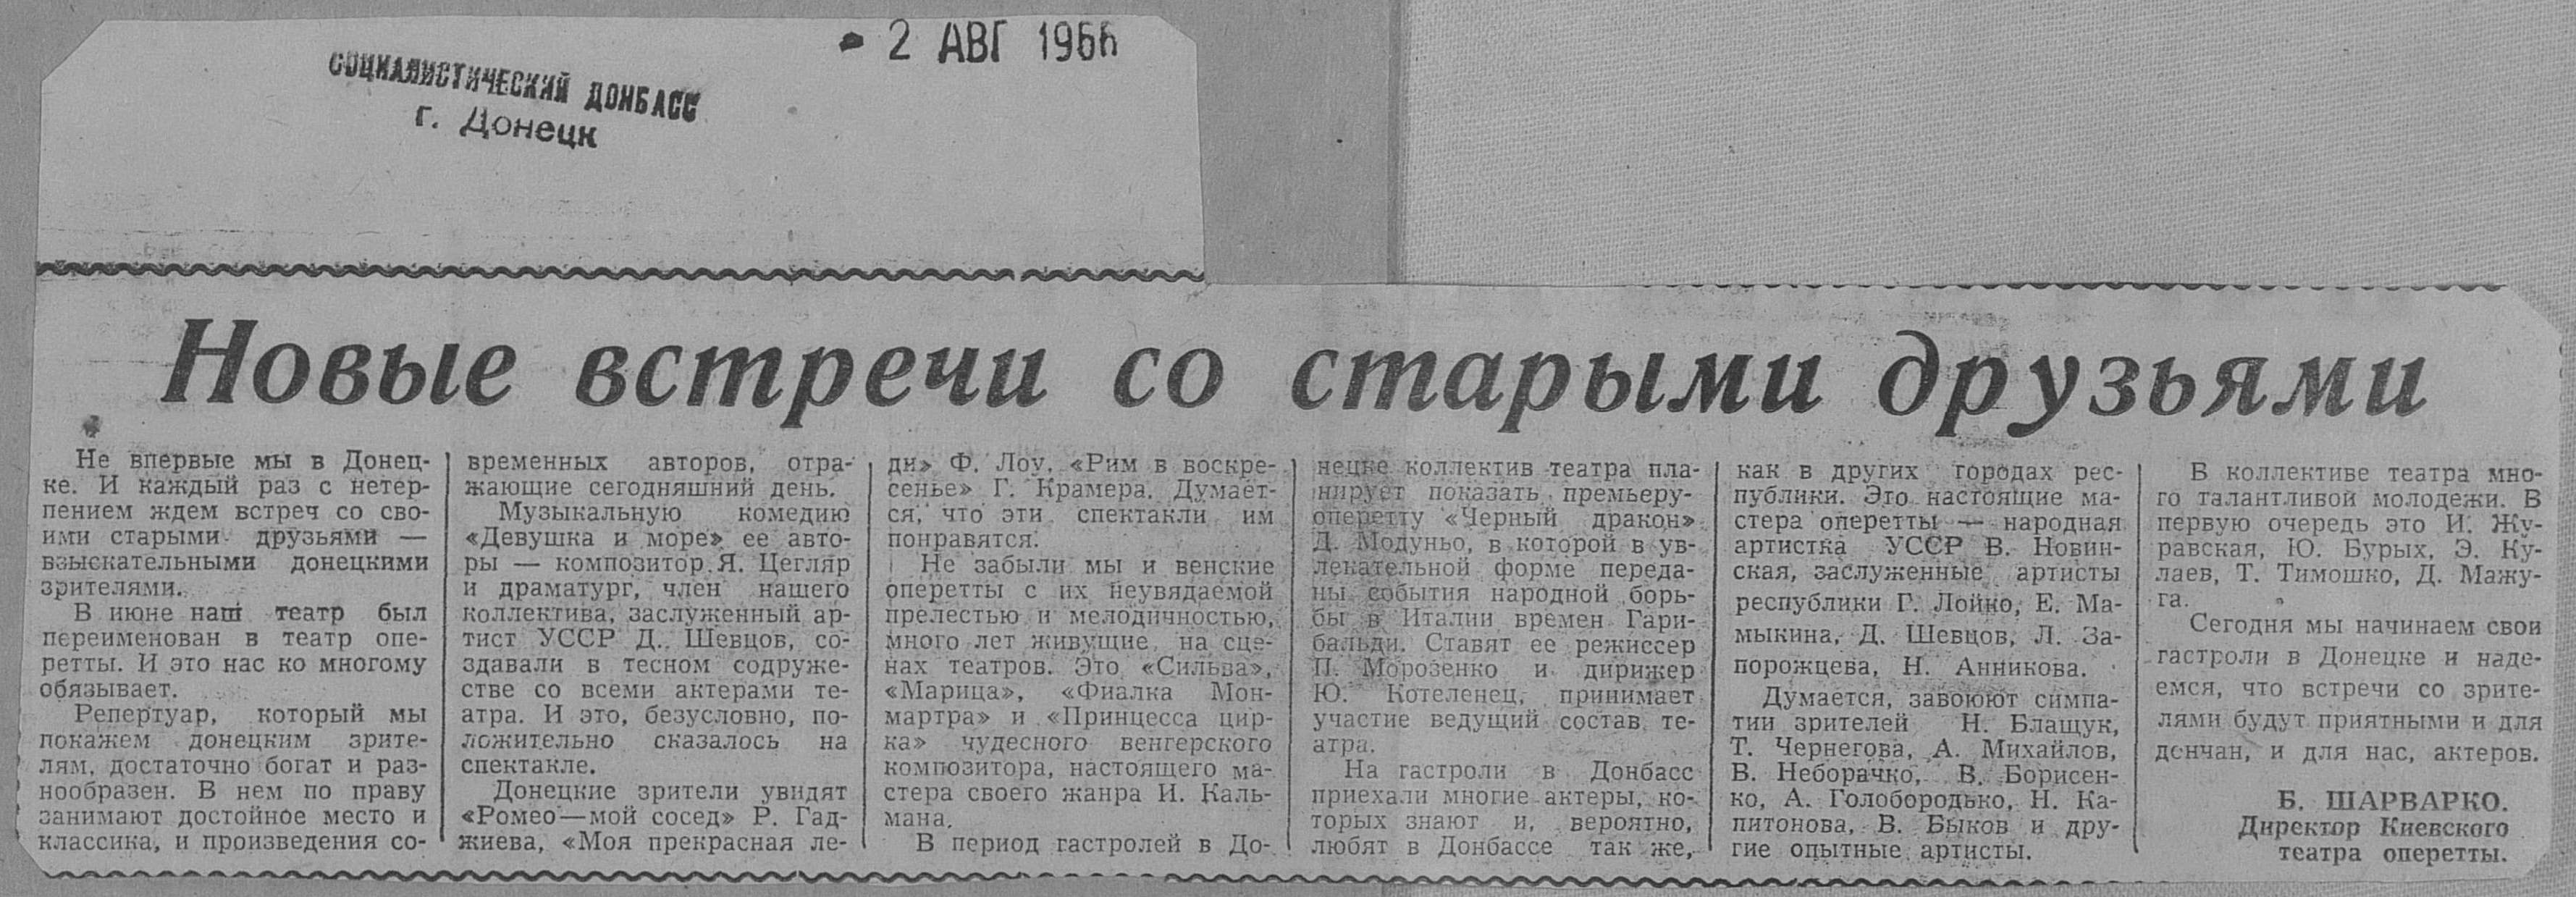 2 АВГ 1966
СОЦИАЛИСТИЧЕСКИЙ ДОНБАСС
г. Донецк
Новые встречи со старыми друзьями
Не впервые мы в Донец-
ке. И каждый раз с нетер-
пением ждем встреч со сво-
ими старыми друзьями —
взыскательными донецкими
зрителями.
В июне наш театр был
переименован в театр опе-
ретты. И это нас ко многому
обязывает.
Репертуар, который мы
покажем донецким зрите-
лям, достаточно богат и раз-
нообразен. В нем по праву
занимают достойное место и
классика, и произведения со-
временных авторов, отра-
жающие сегодняшний день.
Музыкальную комедию
«Девушка и море» ее авто-
ры — композитор Я. Цегляр
и драматург, член нашего
коллектива, заслуженный ар-
тист УССР Д. Шевцов, со-
здавали в тесном содруже-
стве со всеми актерами те-
атра. И это, безусловно, по-
ложительно сказалось на
спектакле.
Донецкие зрители увидят
«Ромео—мой сосед» Р. Гад-
жиева, «Моя прекрасная ле-
ди» Ф. Лоу, «Рим в воскре-
сенье» Г. Крамера. Думает-
ся, что эти спектакли им
понравятся.
Не забыли мы и венские
оперетты с их неувядаемой
прелестью и мелодичностью,
много лет живущие на сце-
нах театров. Это «Сильва»,
«Марица», «Фиалка Мон-
мартра» и «Принцесса цир-
ка» чудесного венгерского
композитора, настоящего ма-
стера своего жанра И. Каль-
мана.
В период гастролей в До-
нецке коллектив театра пла-
нирует показать премьеру-
оперетту «Черный дракон»
Д. Модуньо, в которой в ув-
лекательной форме переда-
ны события народной борь-
бы в Италии времен Гари-
бальди. Ставят ее режиссер
П. Морозенко и дирижер
Ю. Котеленец, принимает
участие ведущий состав те-
атра.
На гастроли в Донбасс
приехали многие актеры, ко-
торых знают и, вероятно,
любят в Донбассе так же,
как в других городах рес-
публики. Это настоящие ма-
стера оперетты — народная
артистка УССР В. Новин-
ская, заслуженные артисты
республики Г. Лойко, Е. Ма-
мыкина, Д. Шевцов, Л. За-
порожцева, Н. Анникова.
Думается, завоюют симпа-
тии зрителей Н. Блащук,
Т. Чернегова, А. Михайлов,
В. Неборачко, В. Борисен-
ко, А. Голобородько, Н. Ка-
питонова, В. Быков и дру-
гие опытные артисты.
В коллективе театра мно-
го талантливой молодежи. В
первую очередь это И. Жу-
равская, Ю. Бурых, Э. Ку-
лаев, Т. Тимошко, Д. Мажу-
га.
Сегодня мы начинаем свои
гастроли в Донецке и наде-
емся, что встречи со зрите-
лями будут приятными и для
дончан, и для нас, актеров.
Б. ШАРВАРКО.
Директор Киевского
театра оперетты.